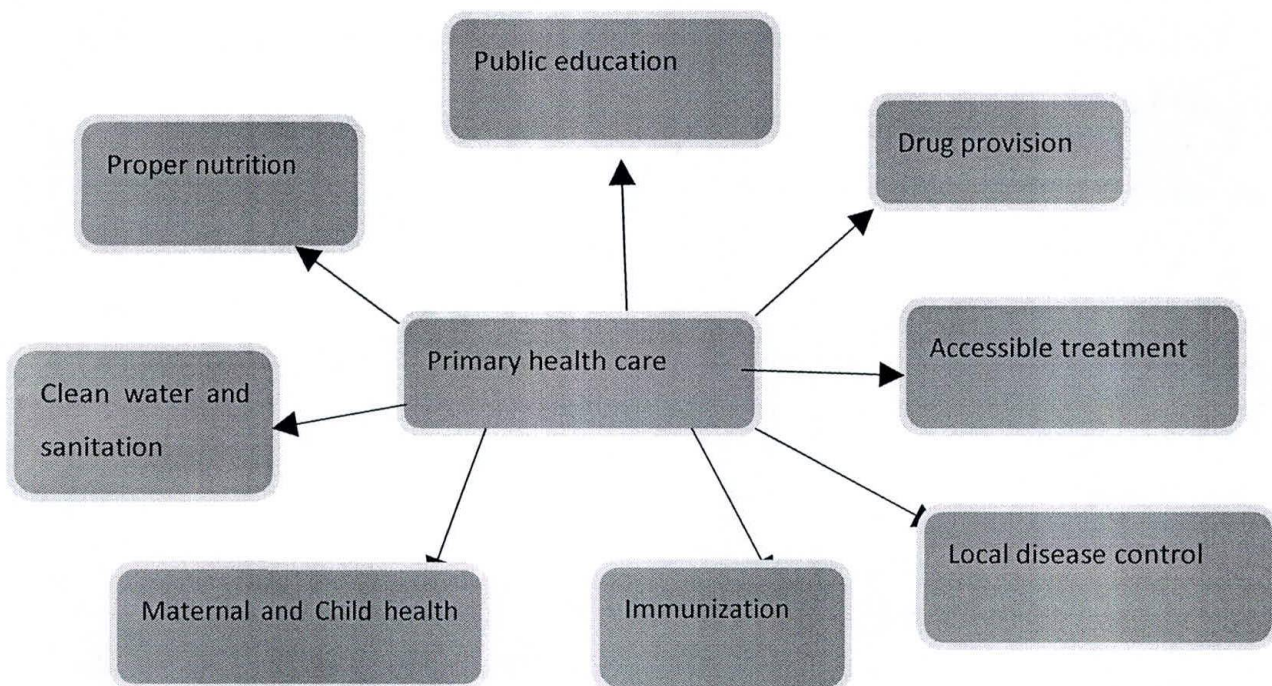 Public education
Drug provision
Proper nutrition
Primary health care
Accessible treatment
Clean water and
sanitation
Local disease control
Maternal and Child health
Immunization